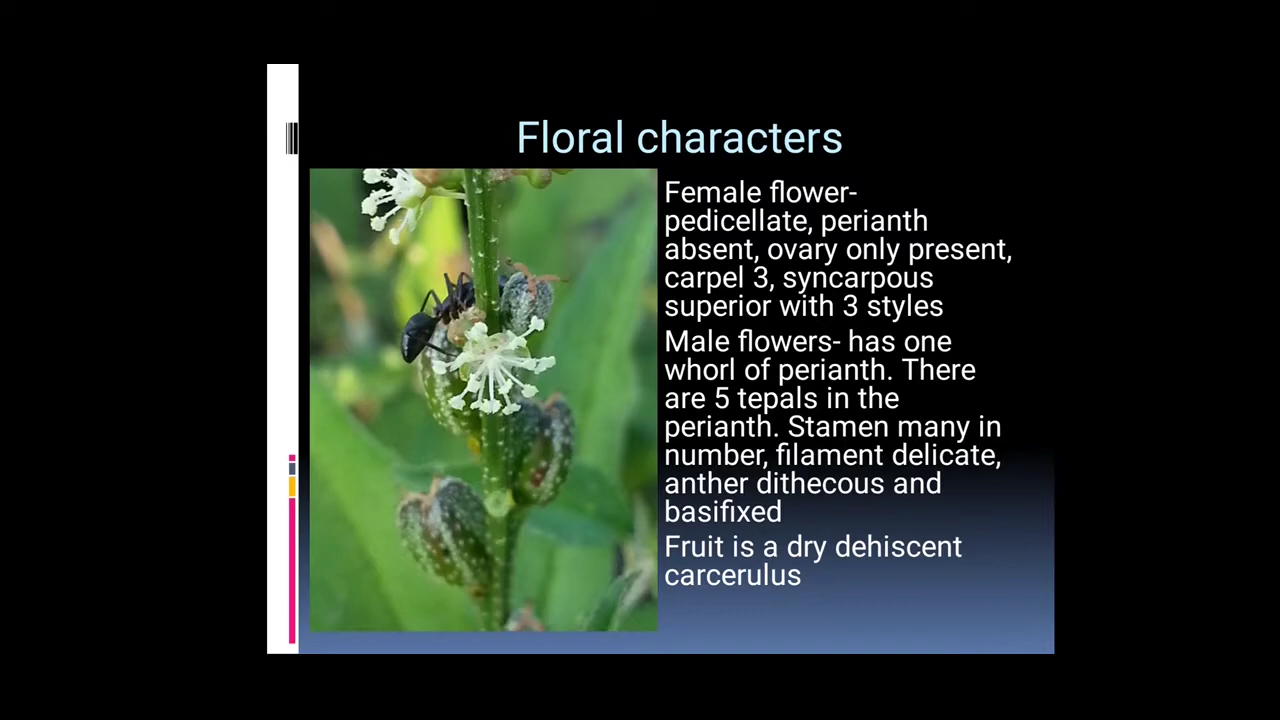 Floral characters
Female flower-
pedicellate, perianth
absent, ovary only present,
carpel 3, syncarpous
superior with 3 styles
Male flowers- has one
whorl of perianth. There
are 5 tepals in the
perianth. Stamen many in
number, filament delicate,
anther dithecous and
basifixed
Fruit is a dry dehiscent
carcerulus